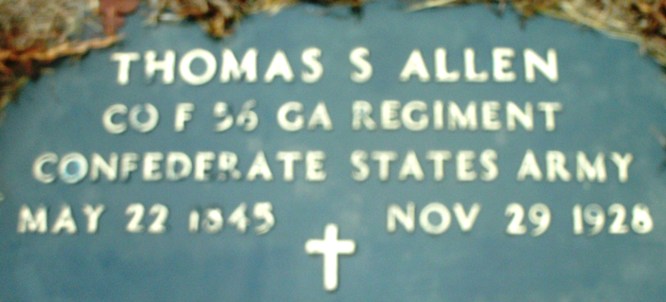 THOMAS S ALLEN
CO F 56 GA REGIMENT
CONFEDERATE STATES ARMY
MAY 22 1845 NOV 29 1928